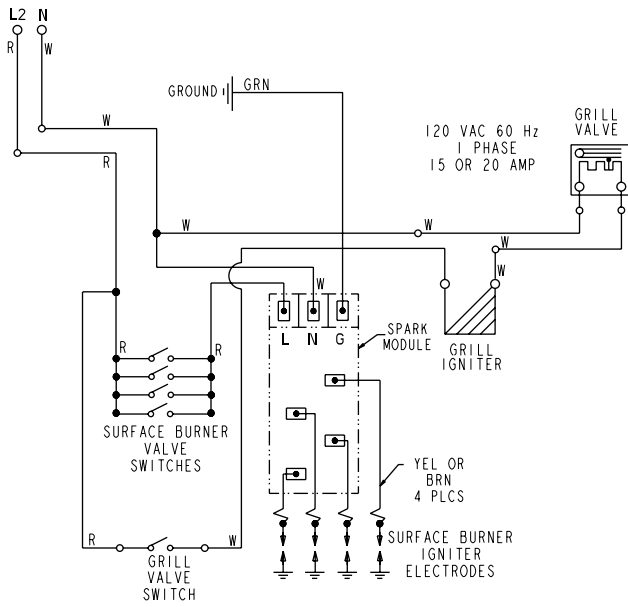 L2 N
R
W
GROUND
GRN
W
R
120 VAC 60 Hz
1 PHASE
15 OR 20 AMP
GRILL
VALVE
W
W
W
W
W
L N G
SPARK
MODULE
GRILL
IGNITER
R
R
SURFACE BURNER
VALVE
SWITCHES
YEL OR
BRN
4 PLCS
R
W
GRILL
VALVE
SWITCH
SURFACE BURNER
IGNITER
ELECTRODES